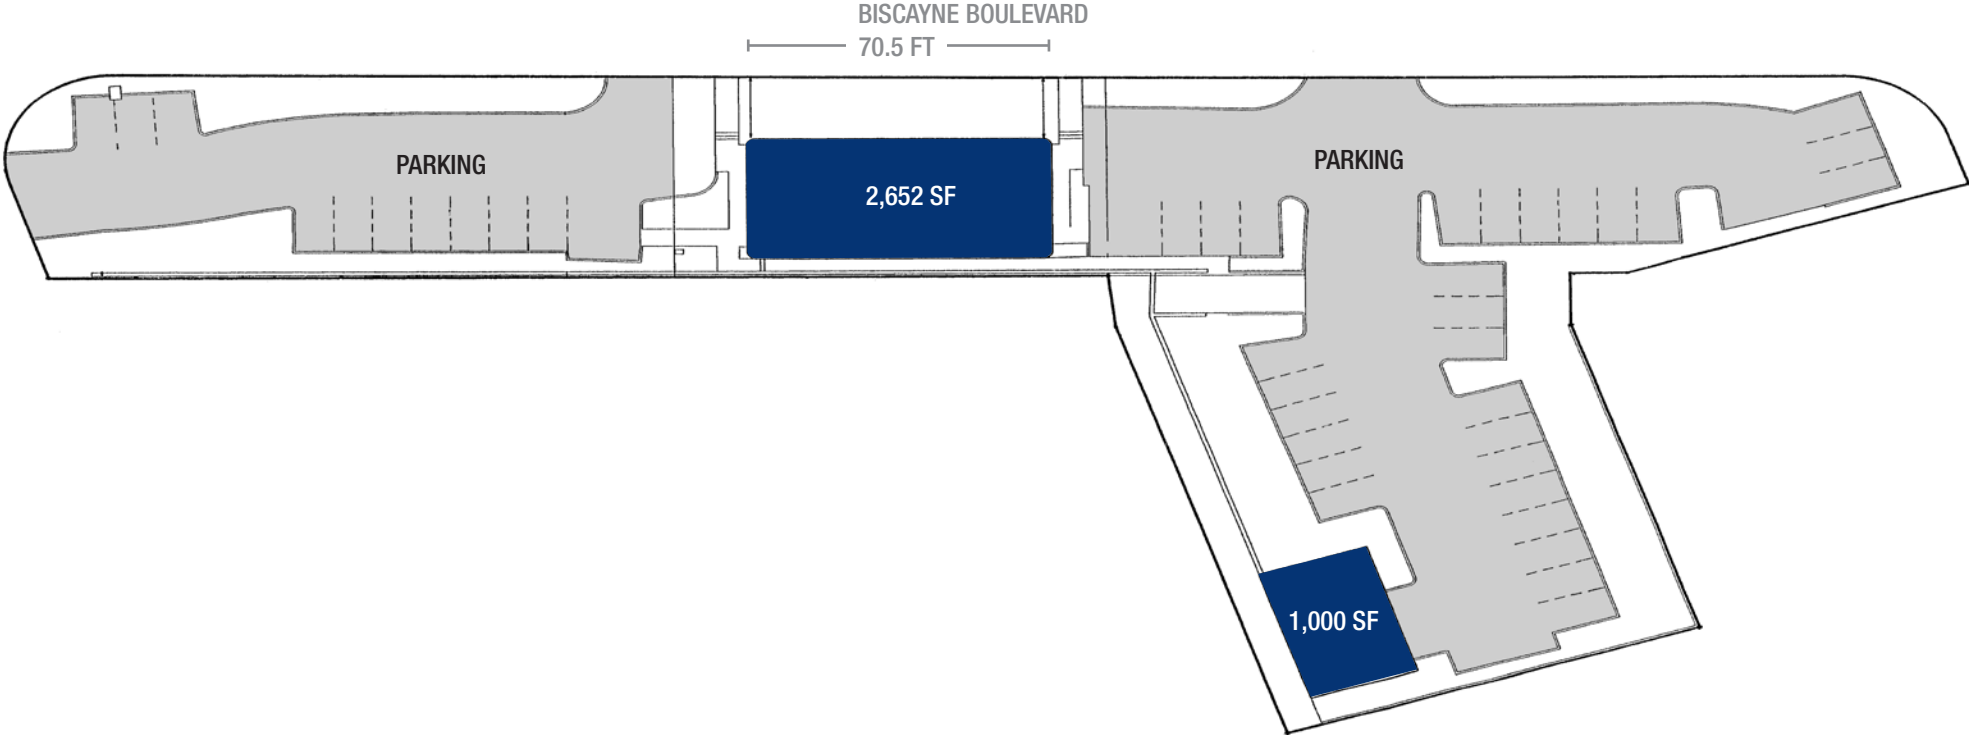 BISCAYNE BOULEVARD
70.5 FT
PARKING
2,652 SF
PARKING
1,000 SF